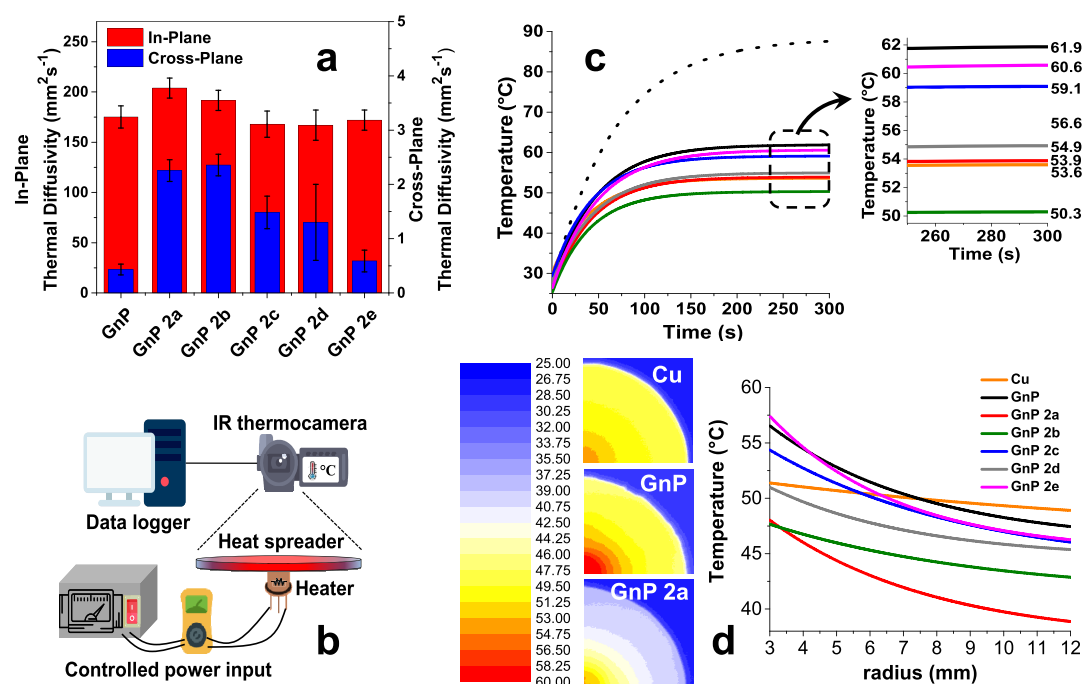 In-Plane
Cross-Plane
a
In-Plane
Thermal Diffusivity (mm²s⁻¹)
250
200
150
100
50
0
5
4
3
2
1
0
Cross-Plane
Thermal Diffusivity (mm²s⁻¹)
GnP
GnP 2a
GnP 2b
GnP 2c
GnP 2d
GnP 2e
c
Temperature (°C)
90
80
70
60
50
40
30
0 50 100 150 200 250 300
Time (s)
Temperature (°C)
62
60
58
56
54
52
50
61.9
60.6
59.1
56.6
54.9
53.9
53.6
50.3
260 280 300
Time (s)
IR thermocamera
°C
Data logger
Heat spreader
Heater
Controlled power input
b
25.00
26.75
28.50
30.25
32.00
33.75
35.50
37.25
39.00
40.75
42.50
44.25
46.00
47.75
49.50
51.25
53.00
54.75
56.50
58.25
60.00
Cu
GnP
GnP 2a
d
Temperature (°C)
60
55
50
45
40
Cu
GnP
GnP 2a
GnP 2b
GnP 2c
GnP 2d
GnP 2e
3 4 5 6 7 8 9 10 11 12
radius (mm)